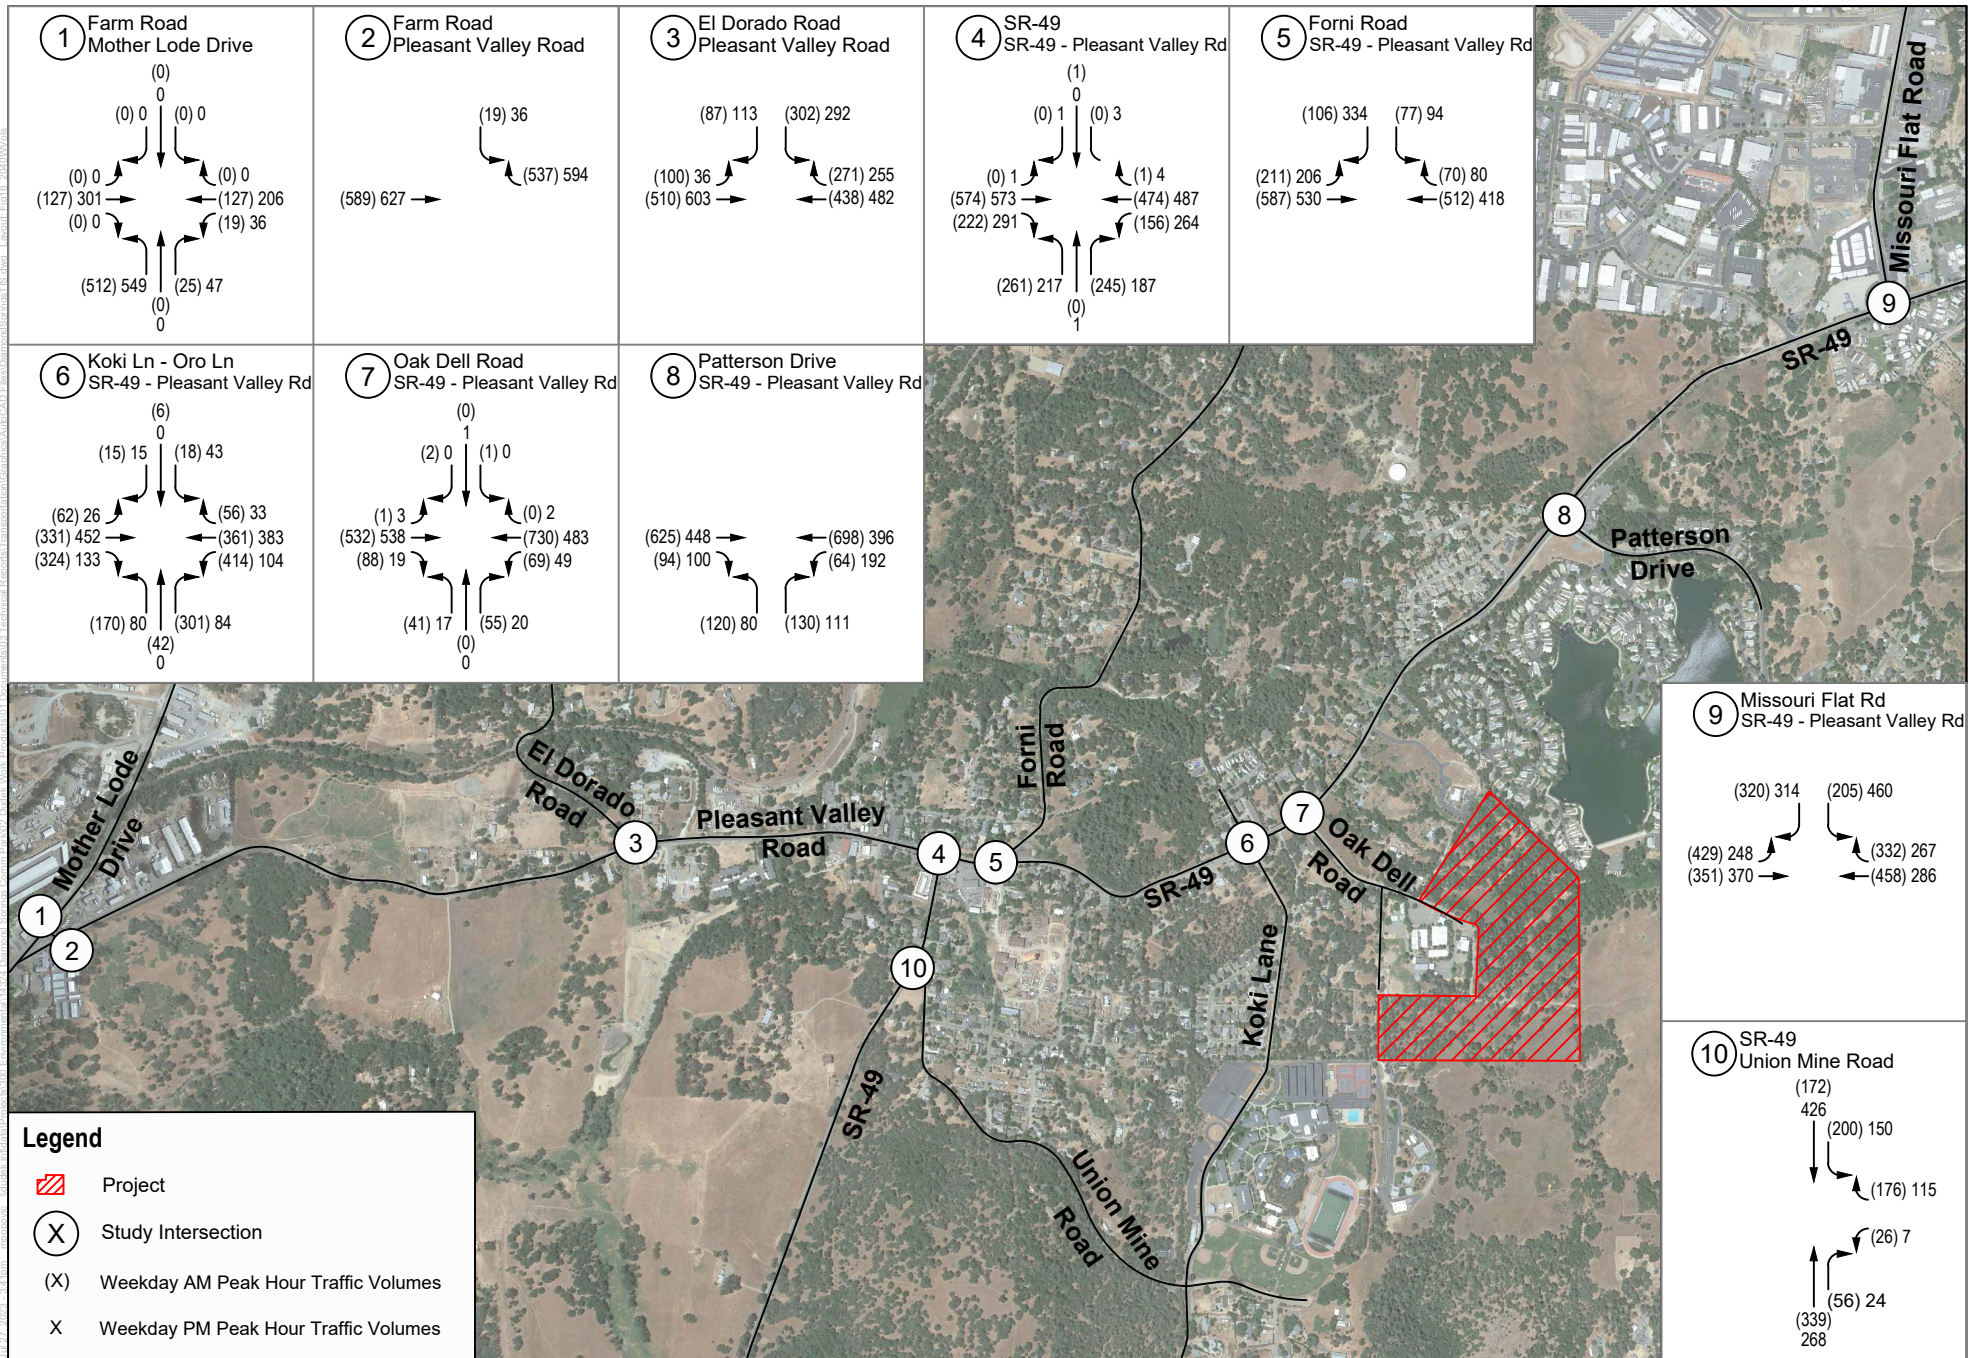 1
Farm Road
Mother Lode Drive
(0)
0
(0) 0
(0) 0
(0) 0
(127) 301
(0) 0
(0) 0
(127) 206
(19) 36
(512) 549
(25) 47
(0)
0
2
Farm Road
Pleasant Valley Road
(19) 36
(537) 594
(589) 627
3
El Dorado Road
Pleasant Valley Road
(87) 113
(302) 292
(100) 36
(510) 603
(271) 255
(438) 482
4
SR-49
SR-49 - Pleasant Valley Rd
(1)
0
(0) 1
(0) 3
(0) 1
(574) 573
(222) 291
(1) 4
(474) 487
(156) 264
(261) 217
(245) 187
(0)
1
5
Forni Road
SR-49 - Pleasant Valley Rd
(106) 334
(77) 94
(211) 206
(587) 530
(70) 80
(512) 418
6
Koki Ln - Oro Ln
SR-49 - Pleasant Valley Rd
(6)
0
(15) 15
(18) 43
(62) 26
(331) 452
(324) 133
(56) 33
(361) 383
(414) 104
(170) 80
(301) 84
(42)
0
7
Oak Dell Road
SR-49 - Pleasant Valley Rd
(0)
1
(2) 0
(1) 0
(1) 3
(532) 538
(88) 19
(0) 2
(730) 483
(69) 49
(41) 17
(55) 20
(0)
0
8
Patterson Drive
SR-49 - Pleasant Valley Rd
(625) 448
(94) 100
(698) 396
(64) 192
(120) 80
(130) 111
9
Missouri Flat Rd
SR-49 - Pleasant Valley Rd
(320) 314
(205) 460
(429) 248
(351) 370
(332) 267
(458) 286
10
SR-49
Union Mine Road
(172)
426
(200) 150
(176) 115
(26) 7
(56) 24
(339)
268
Missouri Flat Road
9
SR-49
8
Patterson
Drive
Forni
Road
El Dorado
Road
Mother Lode
Drive
Pleasant Valley
Road
1
2
3
4
5
6
7
10
SR-49
Oak Dell
Road
Koki Lane
SR-49
Union Mine
Road
Legend
Project
X Study Intersection
(X) Weekday AM Peak Hour Traffic Volumes
X Weekday PM Peak Hour Traffic Volumes